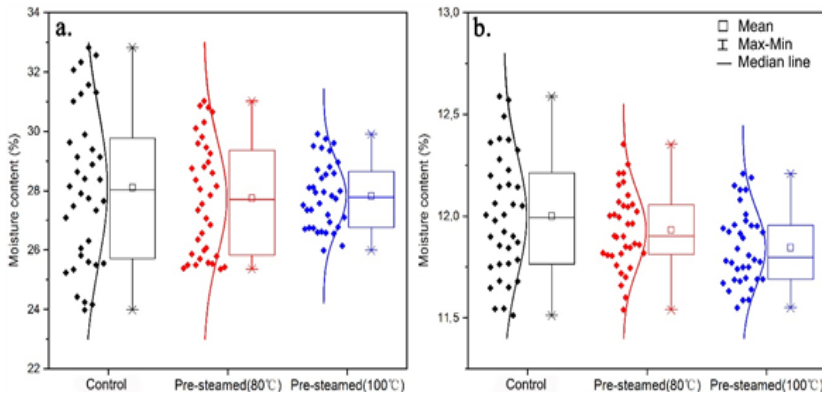 a.
34
32
30
28
26
24
22
Moisture content (%)
Control
Pre-steamed(80℃)
Pre-steamed(100℃)
b.
Mean
Max-Min
Median line
13.0
12.5
12.0
11.5
Moisture content (%)
Control
Pre-steamed(80℃)
Pre-steamed(100℃)